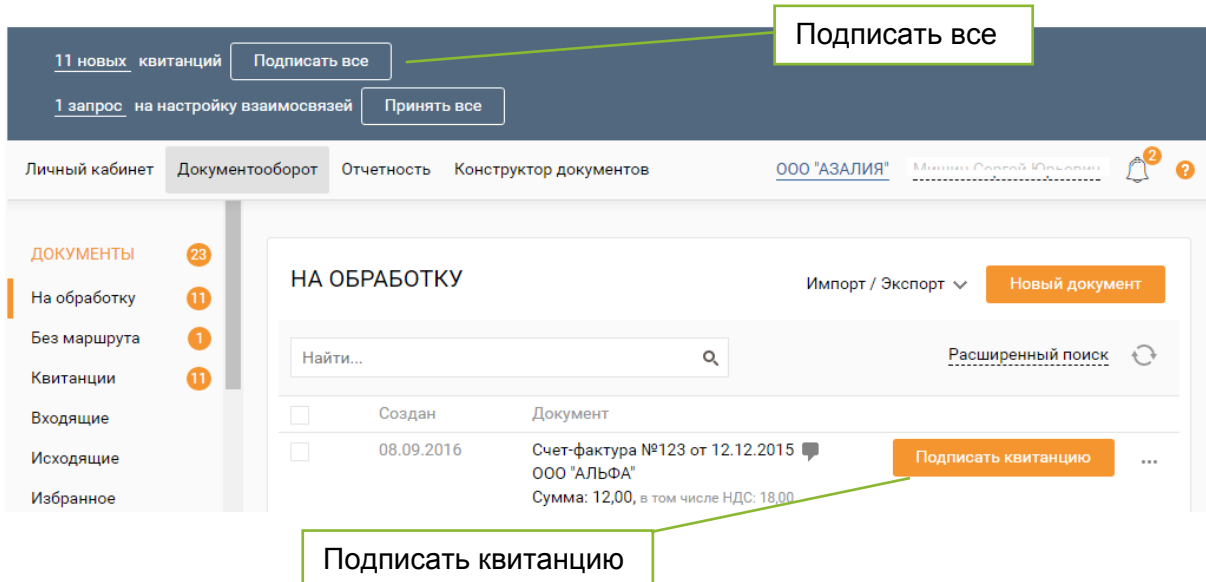 Подписать все
11 новых квитанций Подписать все
1 запрос на настройку взаимосвязей Принять все
Личный кабинет Документооборот Отчетность Конструктор документов ООО "АЗАЛИЯ" 2 ?
ДОКУМЕНТЫ 23
На обработку 11
Без маршрута 1
Квитанции 11
Входящие
Исходящие
Избранное
НА ОБРАБОТКУ Импорт / Экспорт Новый документ
Найти... Расширенный поиск
Создан Документ
08.09.2016 Счет-фактура №123 от 12.12.2015 Подписать квитанцию ...
ООО "АЛЬФА"
Сумма: 12,00, в том числе НДС: 18,00
Подписать квитанцию